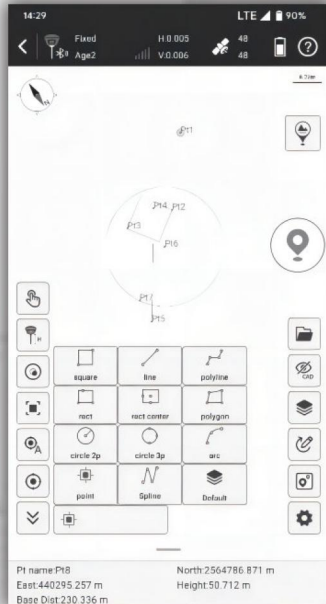 14:29 LTE 90%
Fixed H:0.005 48
Age2 V:0.006 48
Pt1
Pt4 Pt2
Pt3
Pt6
Pt7
Pt5
square line polyline
rect rect center polygon
circle 2p circle 3p arc
point Spline Default
CAD
A
H
Pt name:Pt8 North:2564786.871 m
East:440295.257 m Height:50.712 m
Base Dist:230.336 m